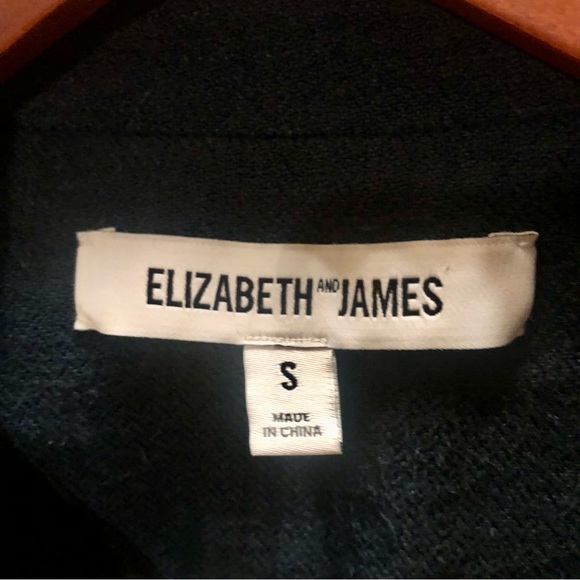 ELIZABETH AND JAMES
S
MADE
IN CHINA